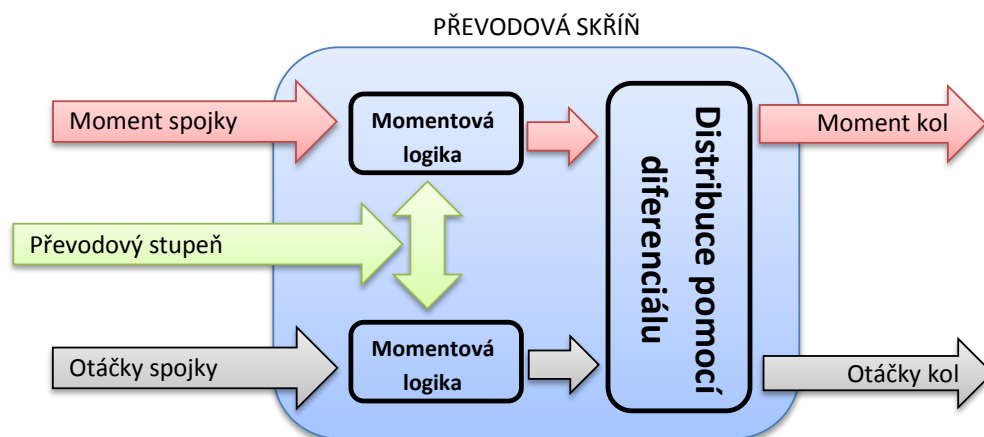 PŘEVODOVÁ SKŘÍŇ
Moment spojky
Momentová
logika
Distribuce pomocí
diferenciálu
Moment kol
Převodový stupeň
Otáčky spojky
Momentová
logika
Otáčky kol